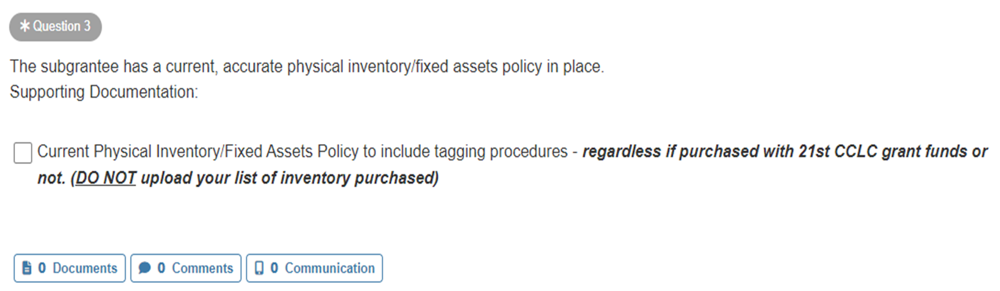 * Question 3
The subgrantee has a current, accurate physical inventory/fixed assets policy in place.
Supporting Documentation:
Current Physical Inventory/Fixed Assets Policy to include tagging procedures - regardless if purchased with 21st CCLC grant funds or
not. (DO NOT upload your list of inventory purchased)
0 Documents 0 Comments 0 Communication